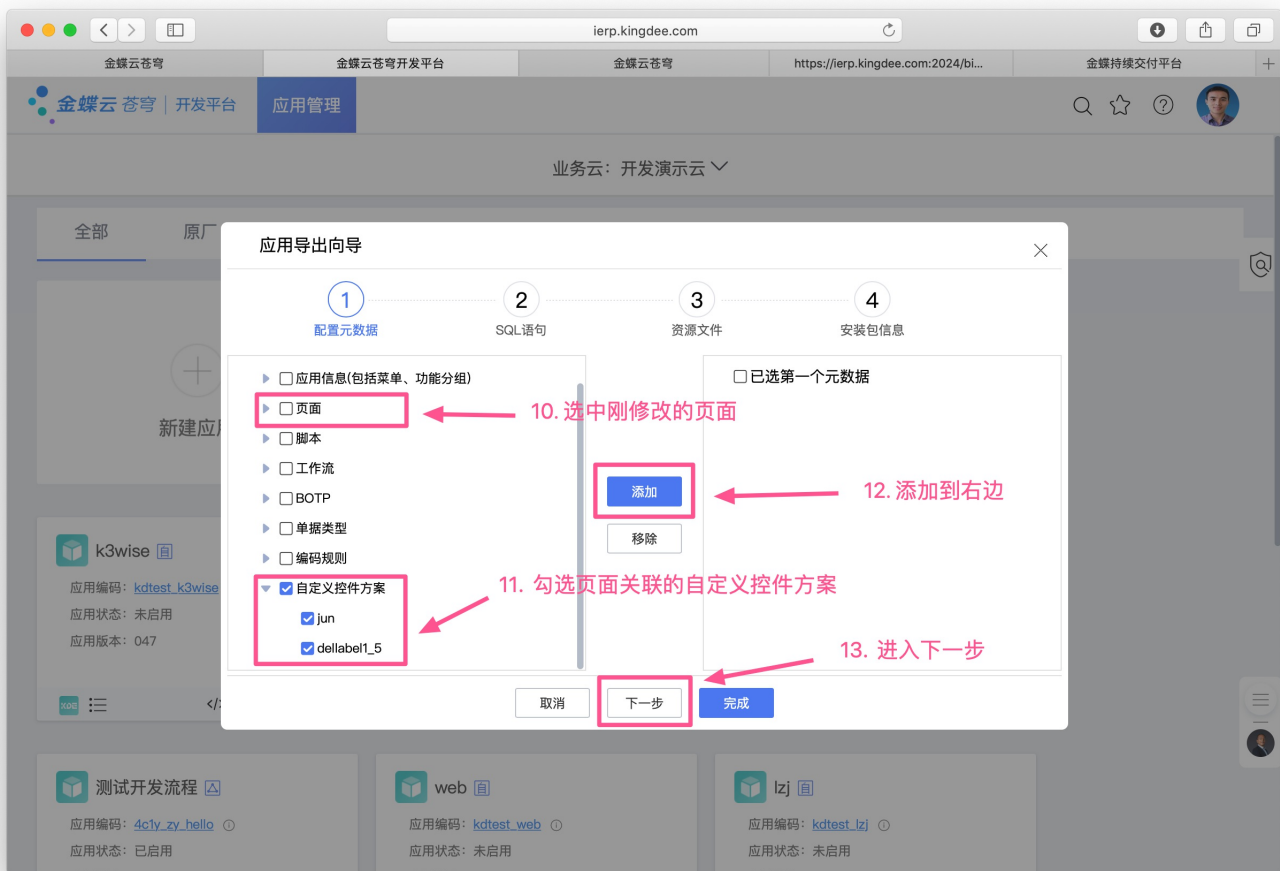 ierp.kingdee.com
金蝶云苍穹
金蝶云苍穹开发平台
金蝶云苍穹
https://ierp.kingdee.com:2024/bi...
金蝶持续交付平台
金蝶云 苍穹 开发平台
应用管理
业务云：开发演示云
全部
原厂
应用导出向导
1
2
3
4
配置元数据
SQL语句
资源文件
安装包信息
应用信息(包括菜单、功能分组)
已选第一个元数据
页面
10. 选中刚修改的页面
脚本
工作流
BOTP
添加
12. 添加到右边
单据类型
移除
编码规则
自定义控件方案
11. 勾选页面关联的自定义控件方案
jun
dellabel1_5
13. 进入下一步
取消
下一步
完成
新建应
k3wise 自
应用编码：kdtest_k3wise
应用状态：未启用
应用版本：047
测试开发流程
应用编码：4c1y_zy_hello
应用状态：已启用
web 自
应用编码：kdtest_web
应用状态：未启用
lzj 自
应用编码：kdtest_lzj
应用状态：未启用